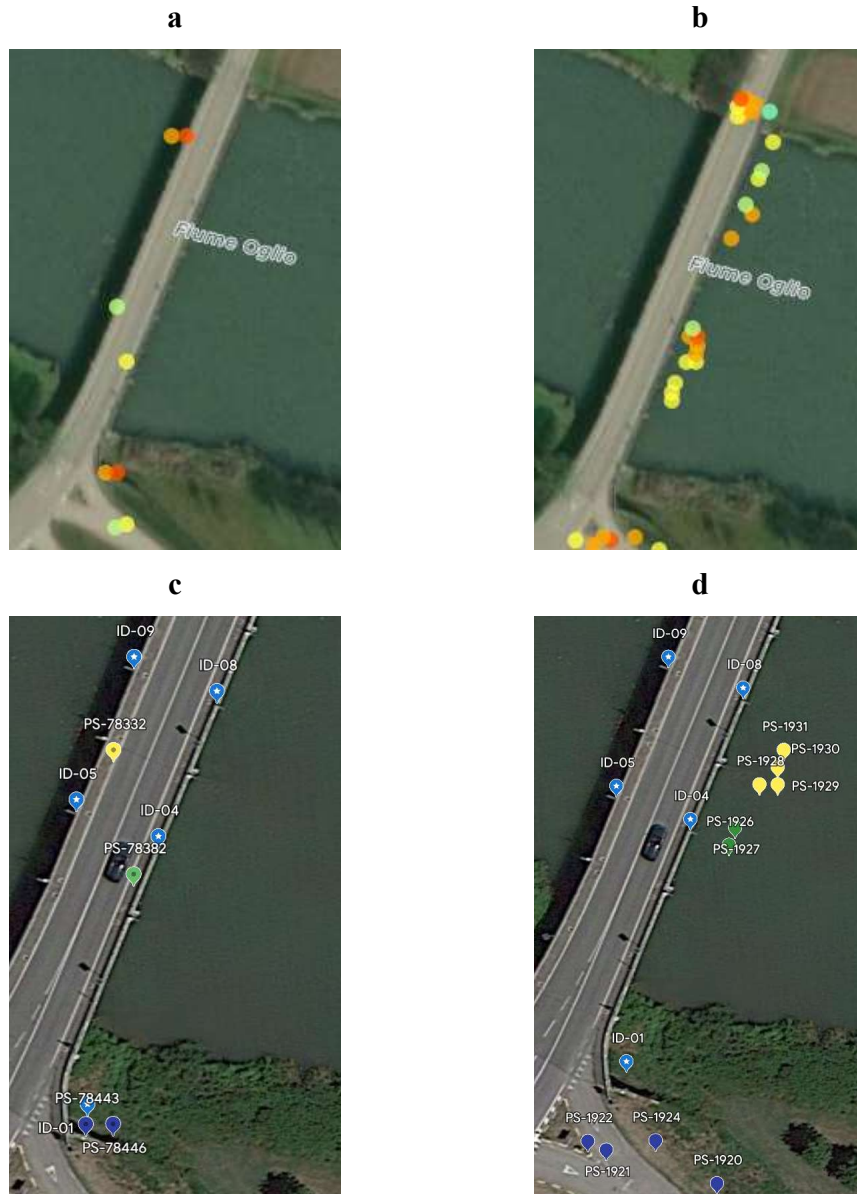 a
b
Fiume Oglio
Fiume Oglio
c
d
ID-09
ID-08
PS-78332
ID-05
ID-04
PS-78382
PS-78443
ID-01
PS-78446
ID-09
ID-08
PS-1931
PS-1930
PS-1928
ID-05
PS-1929
ID-04
PS-1926
PS-1927
ID-01
PS-1922
PS-1924
PS-1921
PS-1920